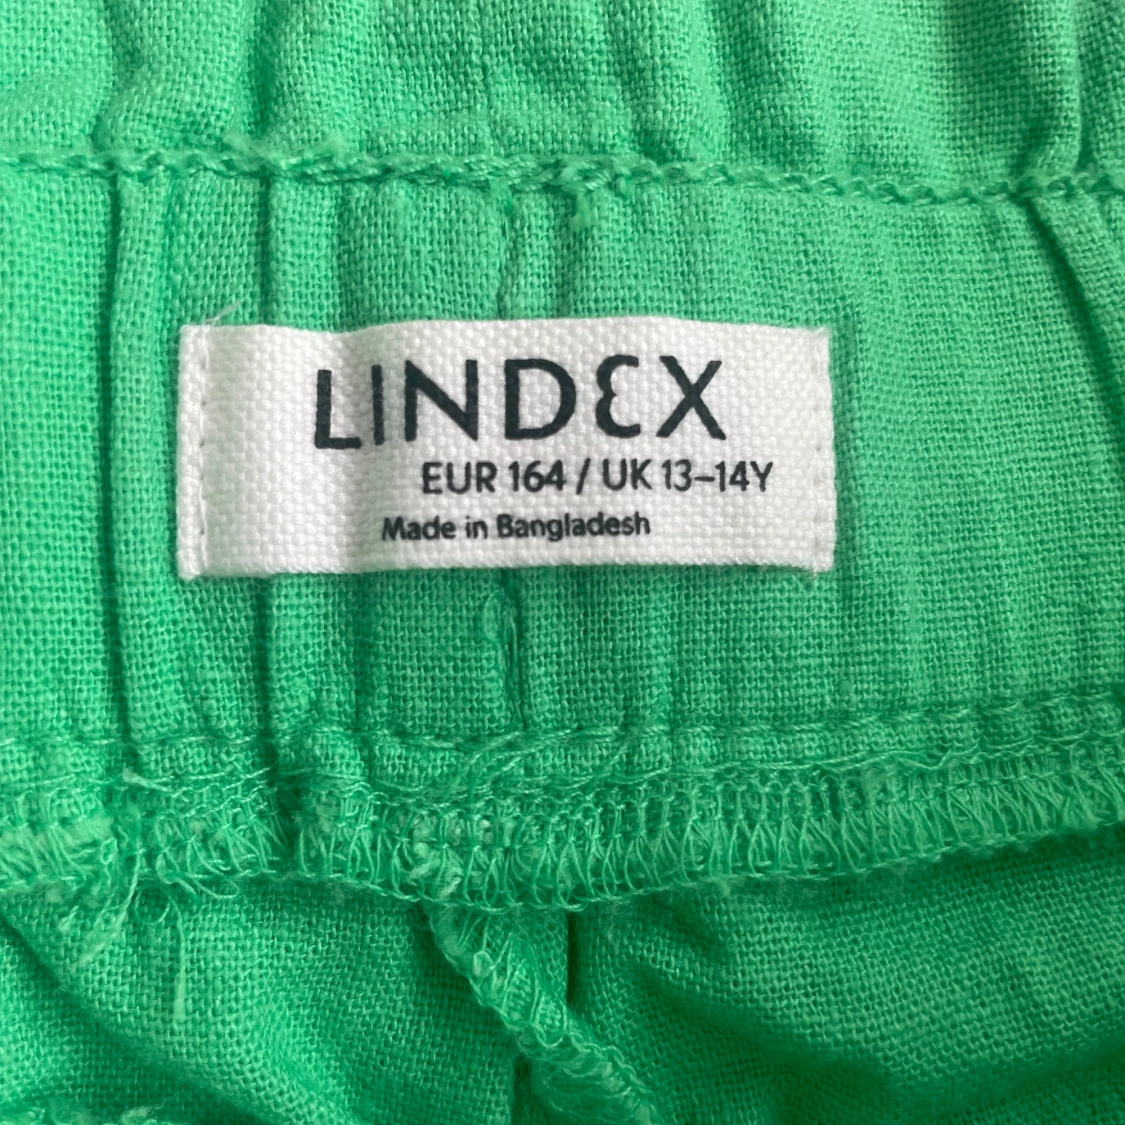 LINDEX
EUR 164 / UK 13–14Y
Made in Bangladesh